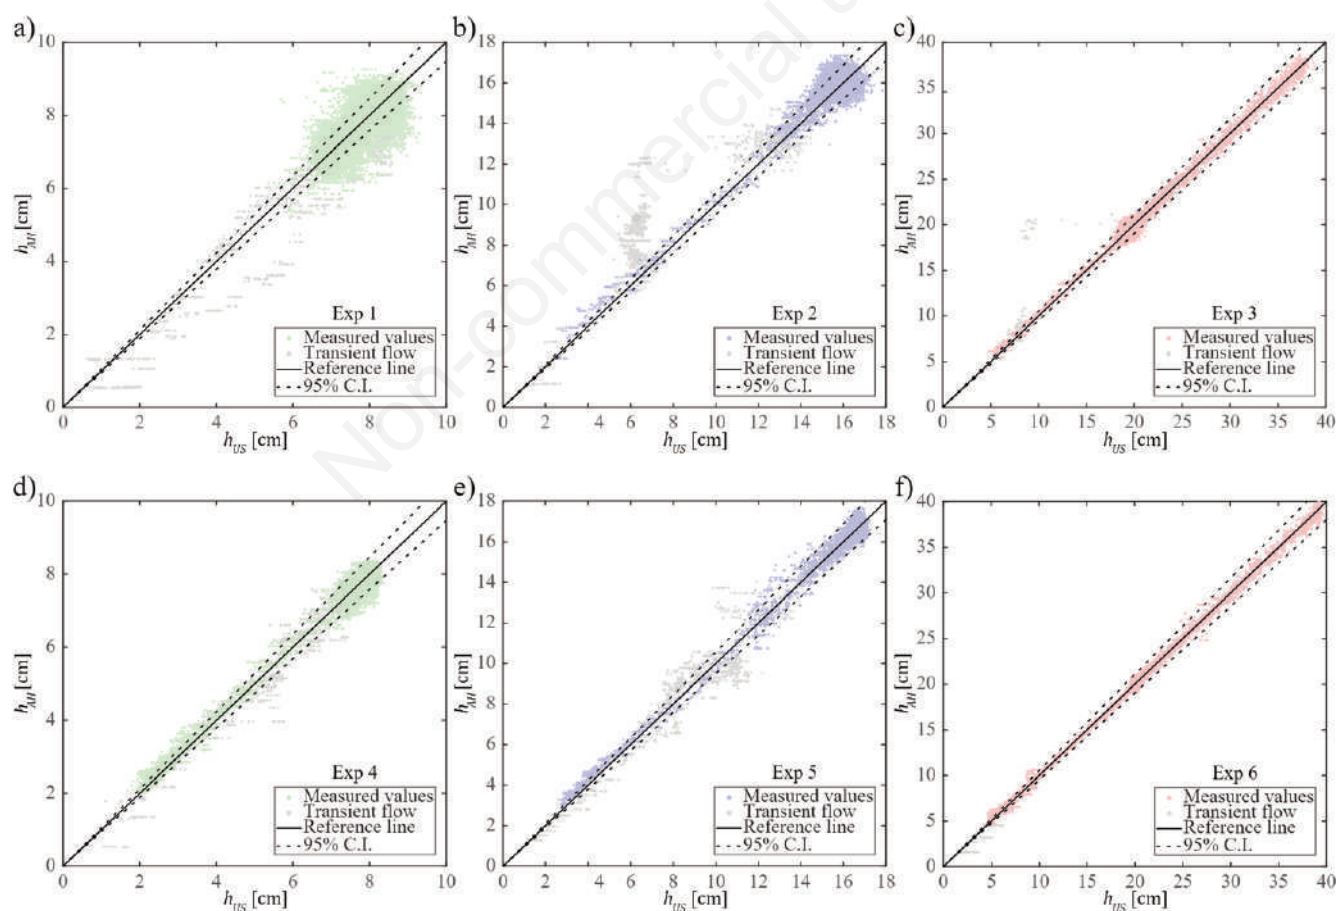 Non-commercial
a)
10
8
6
4
2
0
h_AH [cm]
0 2 4 6 8 10
h_US [cm]
Exp 1
Measured values
Transient flow
Reference line
95% C.I.
b)
18
16
14
12
10
8
6
4
2
0
h_AH [cm]
0 2 4 6 8 10 12 14 16 18
h_US [cm]
Exp 2
Measured values
Transient flow
Reference line
95% C.I.
c)
40
35
30
25
20
15
10
5
0
h_AH [cm]
0 5 10 15 20 25 30 35 40
h_US [cm]
Exp 3
Measured values
Transient flow
Reference line
95% C.I.
d)
10
8
6
4
2
0
h_AH [cm]
0 2 4 6 8 10
h_US [cm]
Exp 4
Measured values
Transient flow
Reference line
95% C.I.
e)
18
16
14
12
10
8
6
4
2
0
h_AH [cm]
0 2 4 6 8 10 12 14 16 18
h_US [cm]
Exp 5
Measured values
Transient flow
Reference line
95% C.I.
f)
40
35
30
25
20
15
10
5
0
h_AH [cm]
0 5 10 15 20 25 30 35 40
h_US [cm]
Exp 6
Measured values
Transient flow
Reference line
95% C.I.